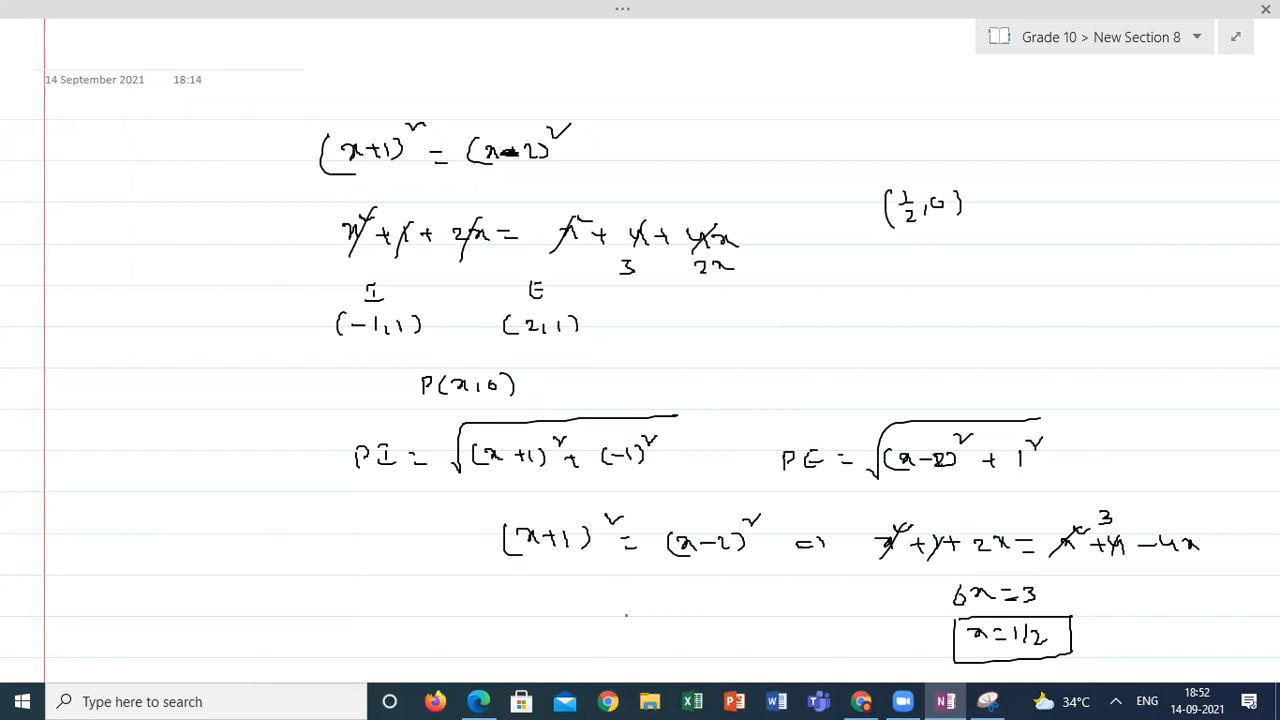 Grade 10 > New Section 8
14 September 2021 18:14
(x+1)² = (x-2)²
(1/2, 0)
x² + 1 + 2x = x² + 4 + 4x
3 2x
I E
(-1, 1) (2, 1)
P(x, 0)
PI = √((x+1)² + (-1)²) PE = √((x-2)² + 1²)
(x+1)² = (x-2)² ⇒ x² + 1 + 2x = x² + 4 - 4x
3
6x = 3
x = 1/2
Type here to search
34°C ENG 18:52
14-09-2021